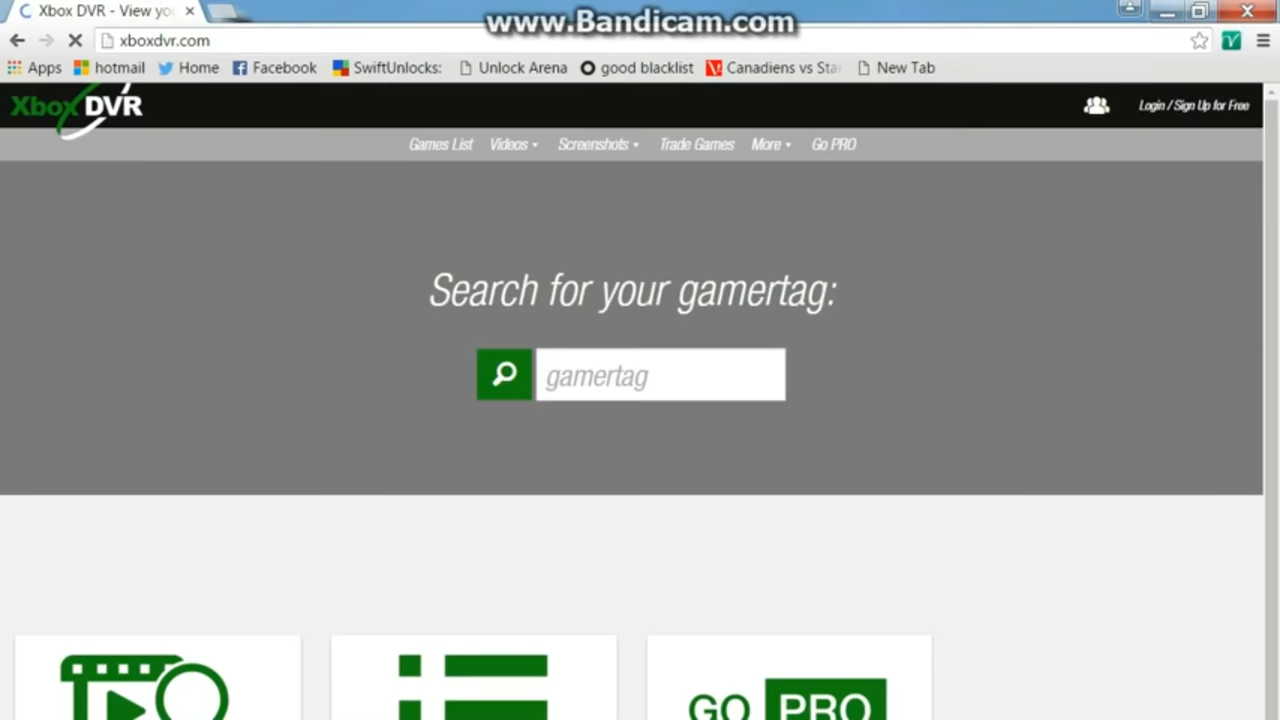 Xbox DVR - View yo
www.Bandicam.com
xboxdvr.com
Apps hotmail Home Facebook SwiftUnlocks: Unlock Arena good blacklist Canadiens vs Sta New Tab
Xbox DVR
Login / Sign Up for Free
Games List Videos Screenshots Trade Games More Go PRO
Search for your gamertag:
gamertag
GO PRO